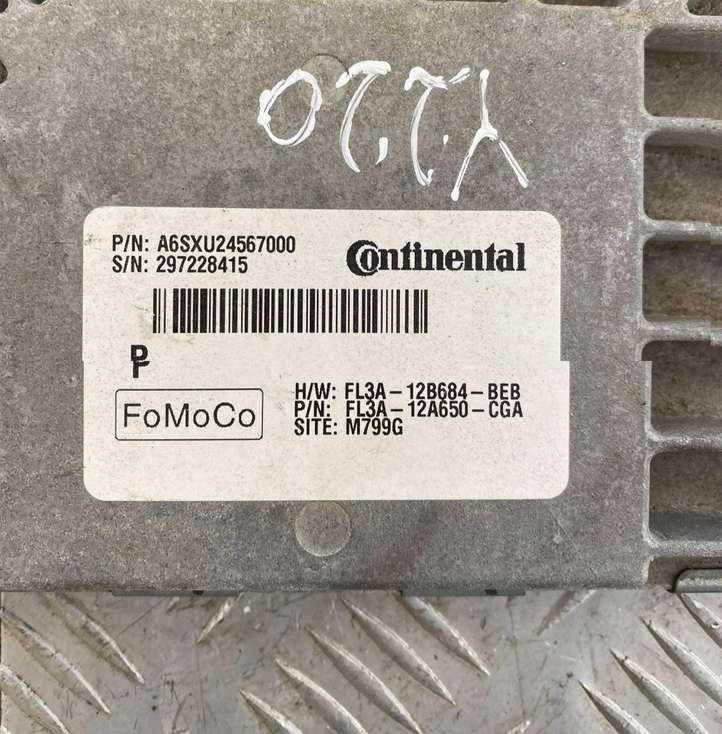 P/N: A6SXU24567000
S/N: 297228415
Continental
P
P
FoMoCo
H/W: FL3A-12B684-BEB
P/N: FL3A-12A650-CGA
SITE: M799G